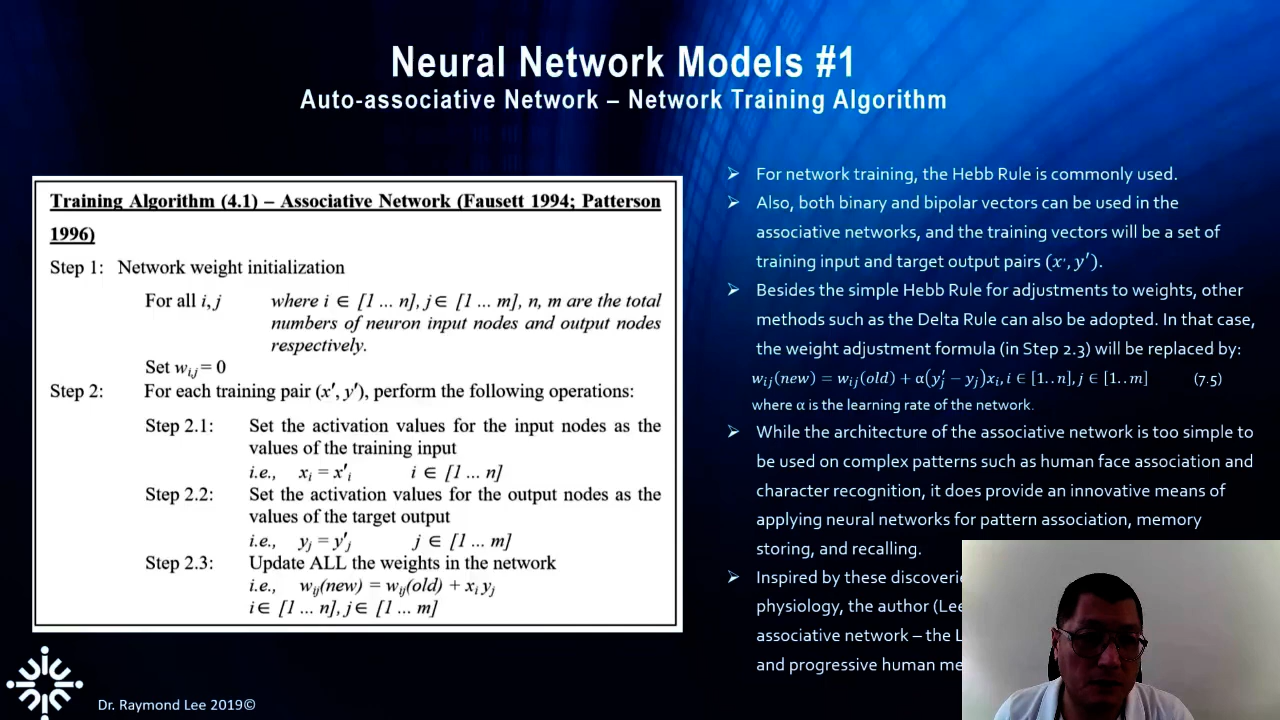 Neural Network Models #1
Auto-associative Network – Network Training Algorithm
Training Algorithm (4.1) – Associative Network (Fausett 1994; Patterson
1996)
Step 1: Network weight initialization
For all i, j where i ∈ [1 ... n], j ∈ [1 ... m], n, m are the total
numbers of neuron input nodes and output nodes
respectively.
Set wᵢ,ⱼ = 0
Step 2: For each training pair (x', y'), perform the following operations:
Step 2.1: Set the activation values for the input nodes as the
values of the training input
i.e., xᵢ = x'ᵢ i ∈ [1 ... n]
Step 2.2: Set the activation values for the output nodes as the
values of the target output
i.e., yⱼ = y'ⱼ j ∈ [1 ... m]
Step 2.3: Update ALL the weights in the network
i.e., wᵢⱼ(new) = wᵢⱼ(old) + xᵢ yⱼ
i ∈ [1 ... n], j ∈ [1 ... m]
➢ For network training, the Hebb Rule is commonly used.
➢ Also, both binary and bipolar vectors can be used in the
associative networks, and the training vectors will be a set of
training input and target output pairs (x', y').
➢ Besides the simple Hebb Rule for adjustments to weights, other
methods such as the Delta Rule can also be adopted. In that case,
the weight adjustment formula (in Step 2.3) will be replaced by:
wᵢⱼ(new) = wᵢⱼ(old) + α(y'ⱼ − yⱼ)xᵢ, i ∈ [1..n], j ∈ [1..m] (7.5)
where α is the learning rate of the network.
➢ While the architecture of the associative network is too simple to
be used on complex patterns such as human face association and
character recognition, it does provide an innovative means of
applying neural networks for pattern association, memory
storing, and recalling.
➢ Inspired by these
physiology, the author
associative network – the
and progressive human
Dr. Raymond Lee 2019©